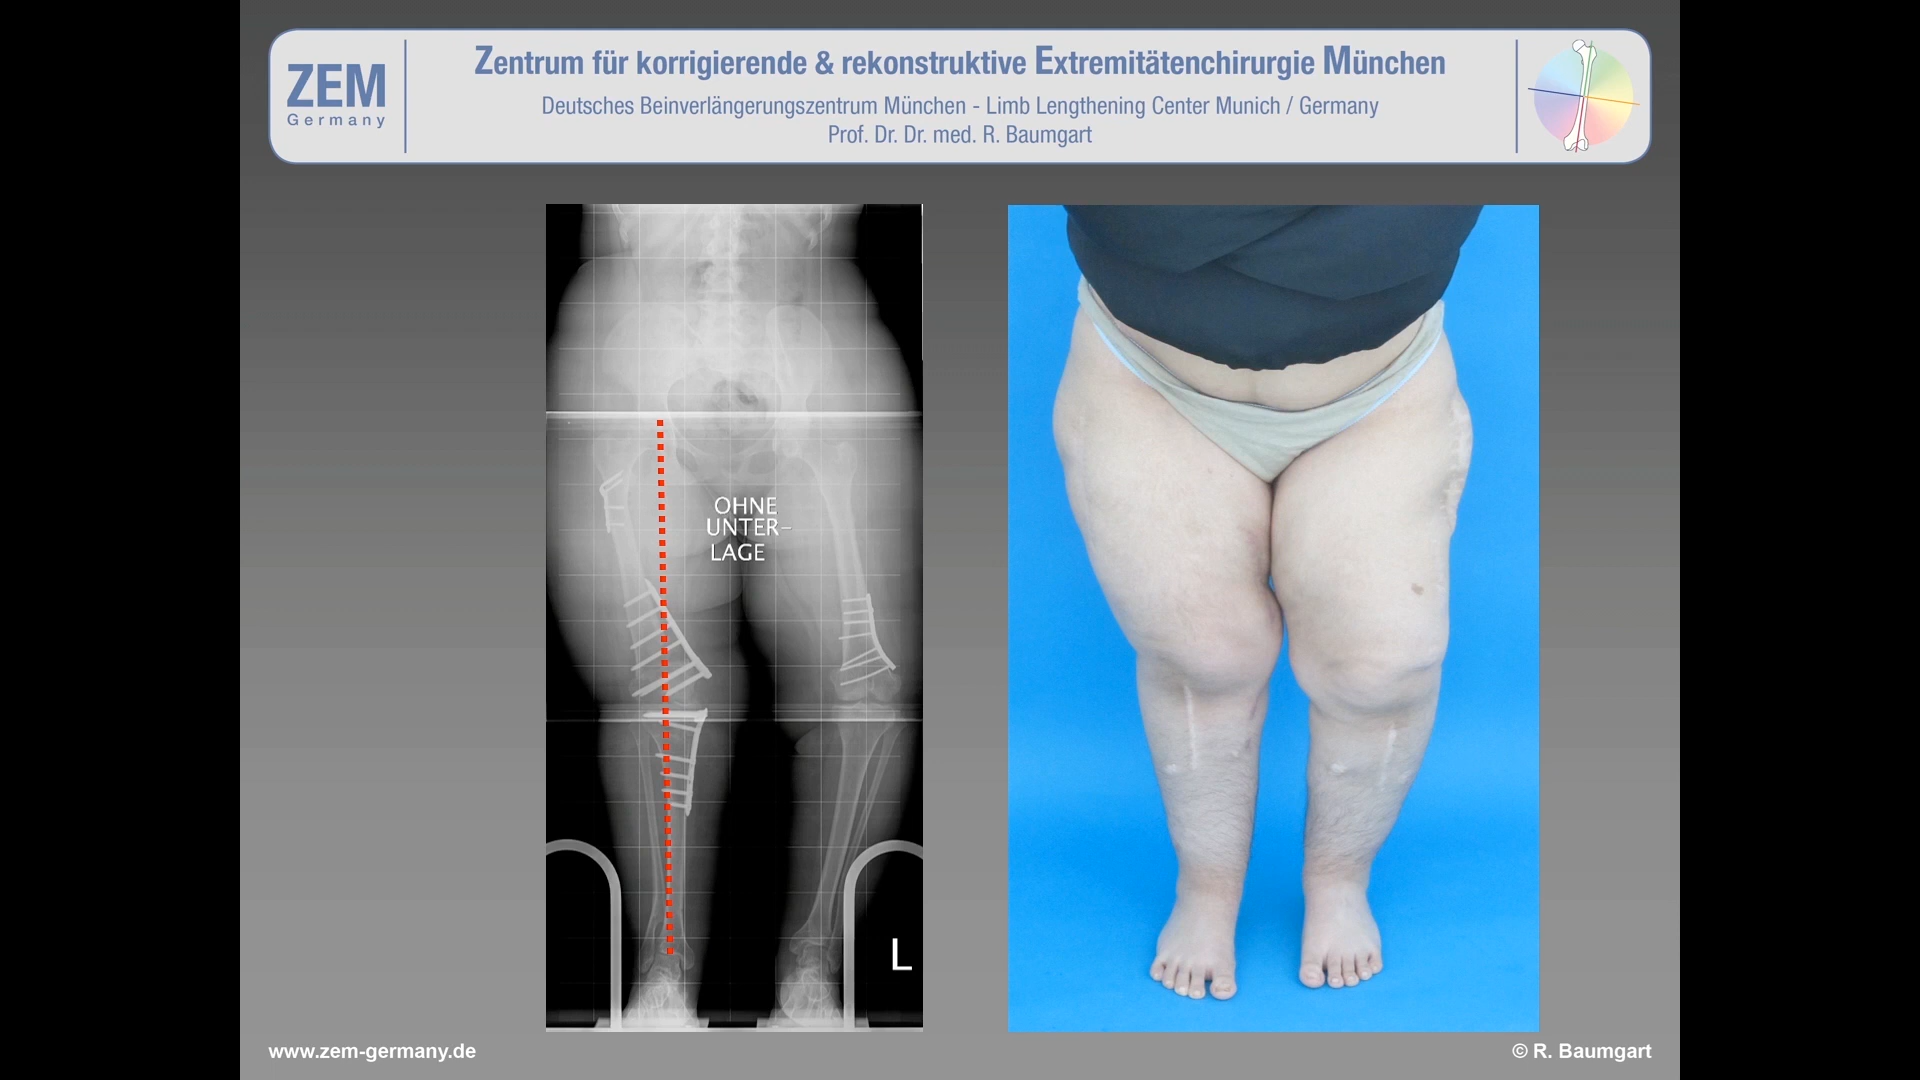 ZEM
Germany
Zentrum für korrigierende & rekonstruktive Extremitätenchirurgie München
Deutsches Beinverlängerungszentrum München - Limb Lengthening Center Munich / Germany
Prof. Dr. Dr. med. R. Baumgart
OHNE
UNTER-
LAGE
L
www.zem-germany.de
© R. Baumgart